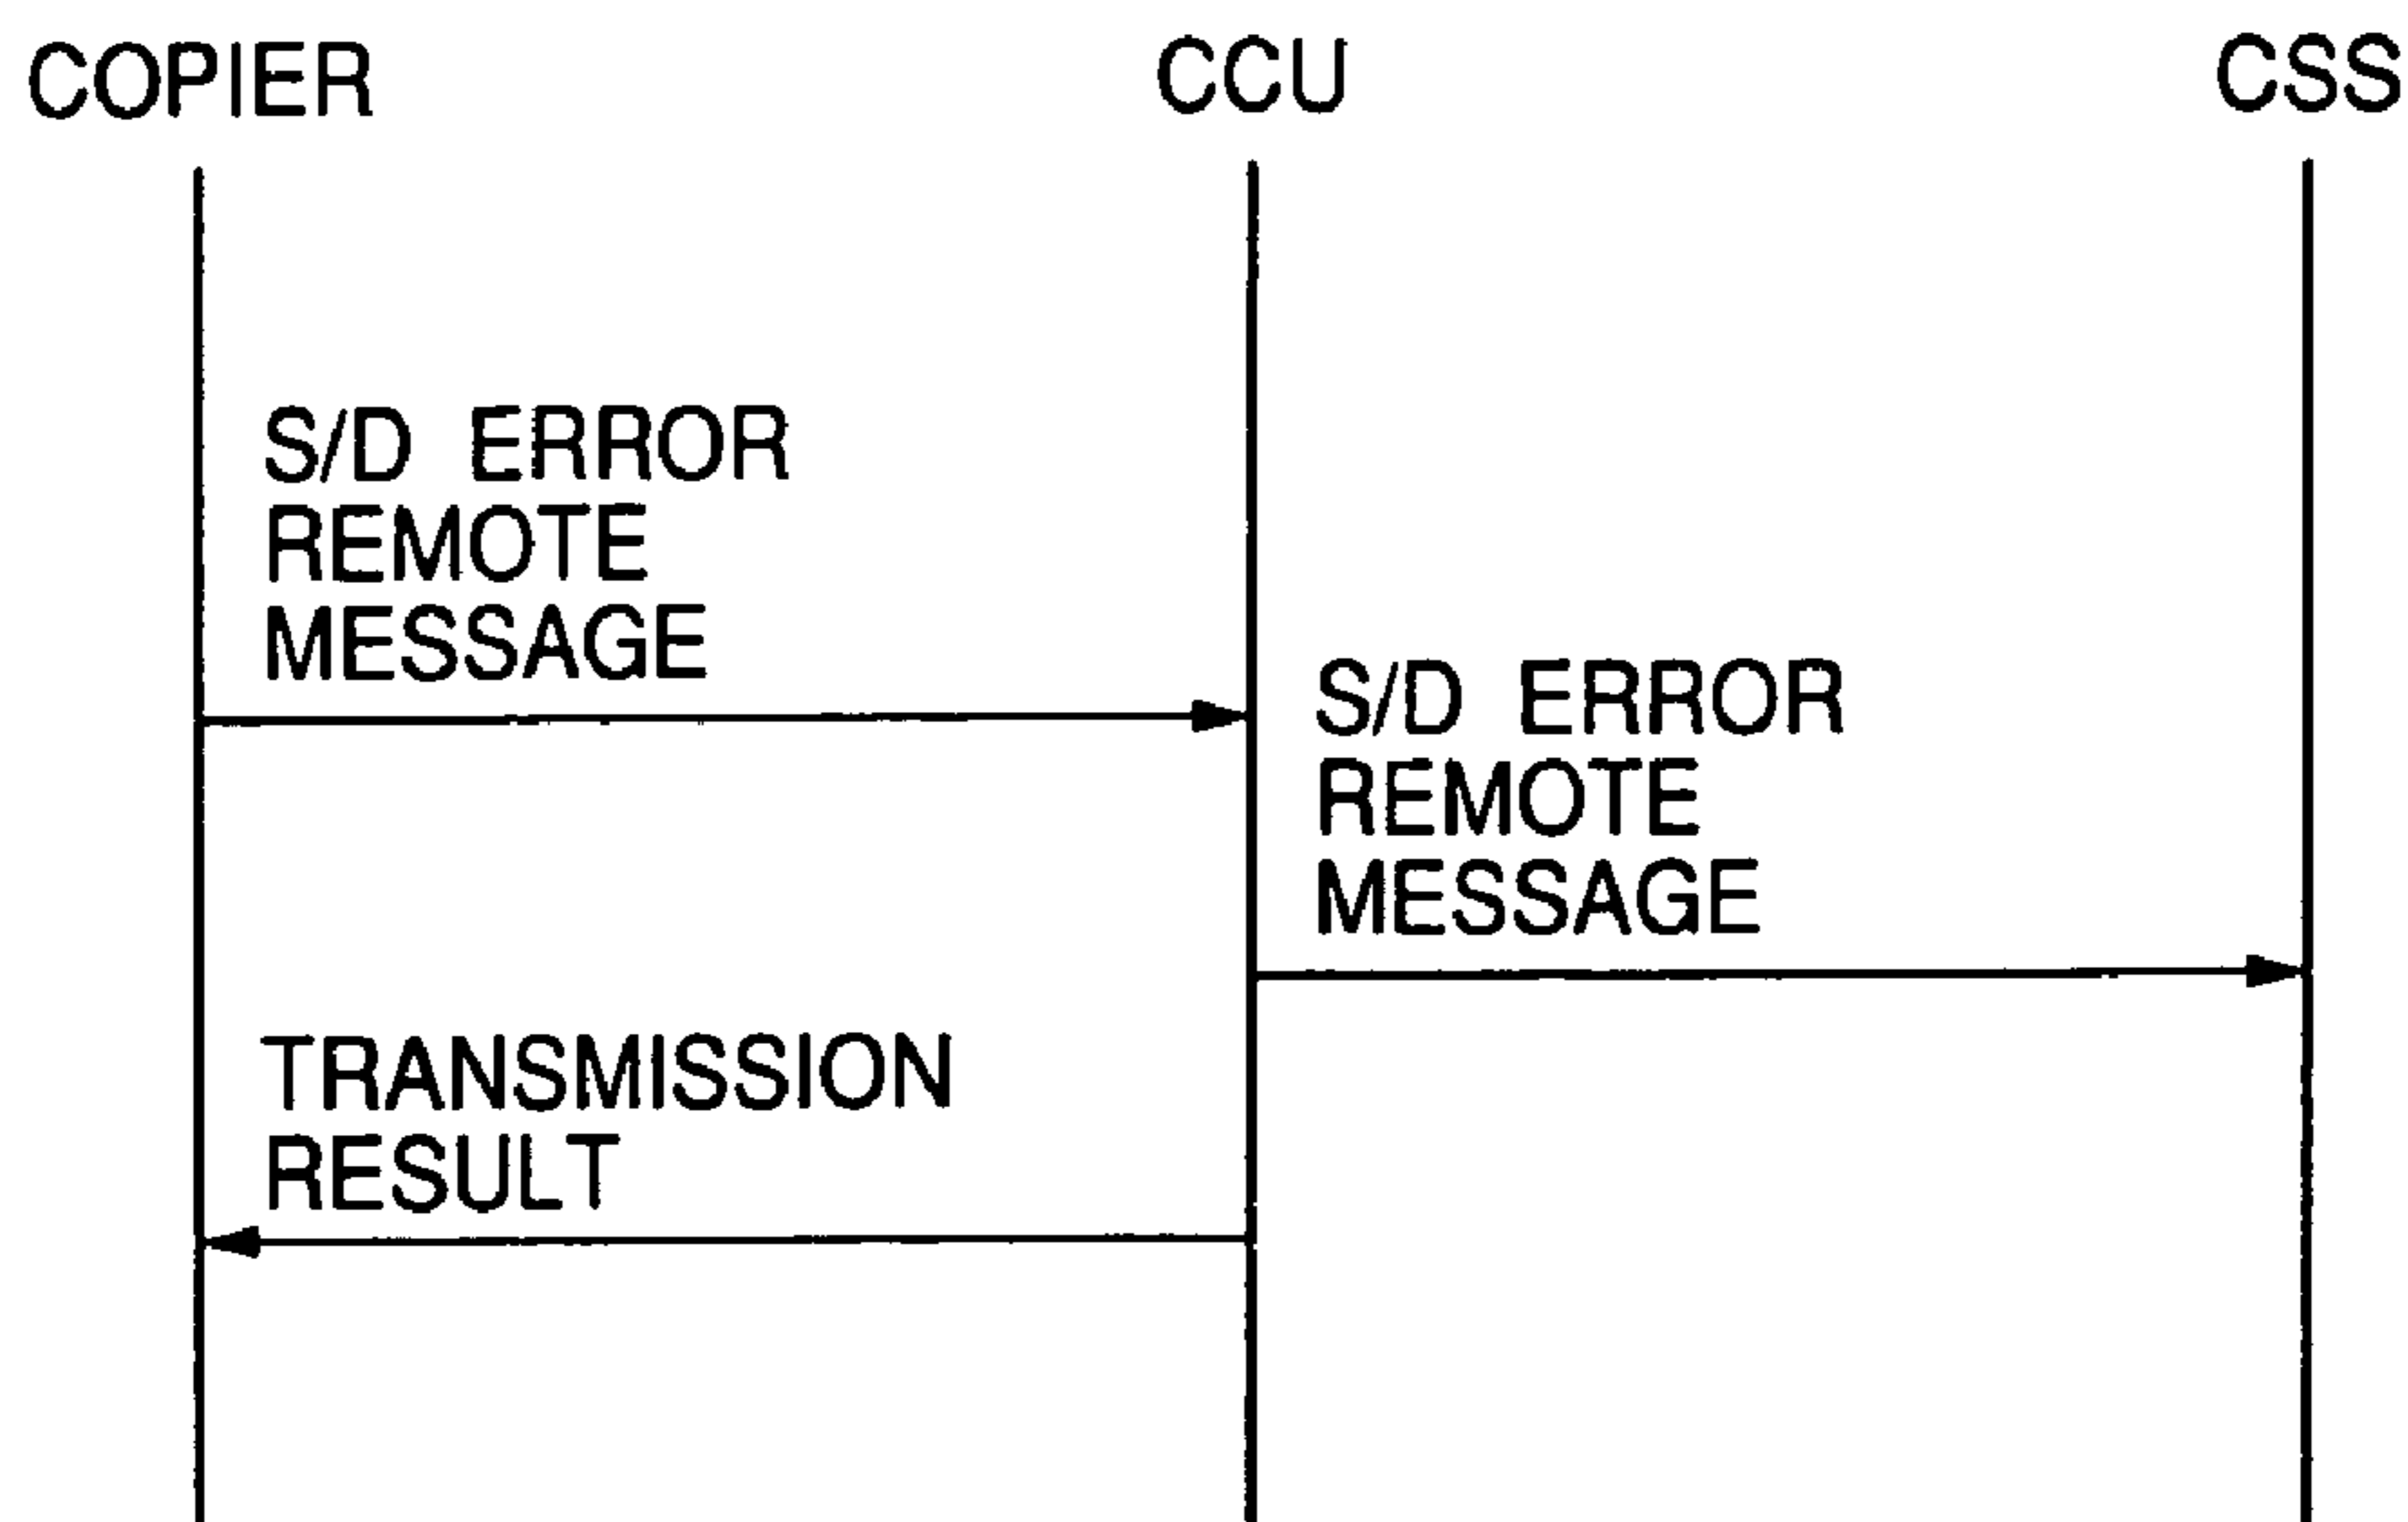 COPIER
CCU
CSS
S/D ERROR
REMOTE
MESSAGE
S/D ERROR
REMOTE
MESSAGE
TRANSMISSION
RESULT